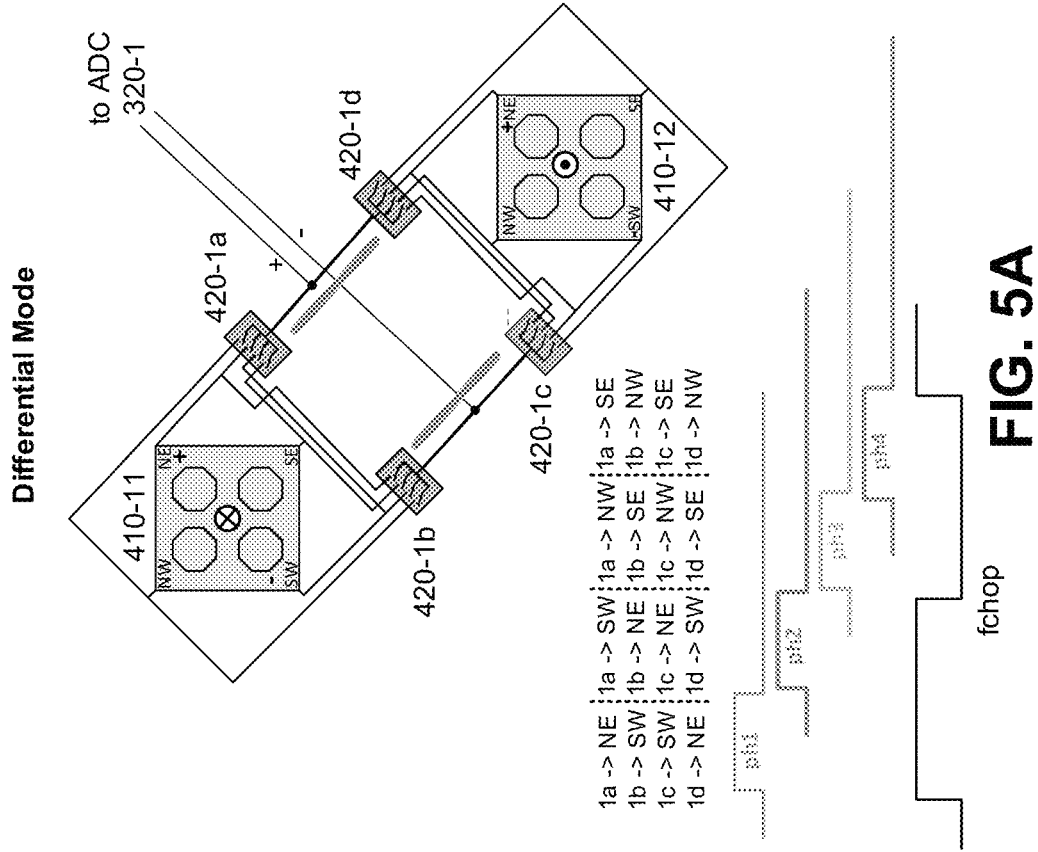 Differential Mode
to ADC
320-1
420-1a
+
-
420-1d
410-11
NW
NE
+
-
SW
SE
NW
+NE
-SW
SE
410-12
420-1b
420-1c
1a -> NE 1a -> SW 1a -> NW 1a -> SE
1b -> SW 1b -> NE 1b -> SE 1b -> NW
1c -> SW 1c -> NE 1c -> NW 1c -> SE
1d -> NE 1d -> SW 1d -> SE 1d -> NW
ph1
ph2
ph3
ph4
fchop
FIG. 5A